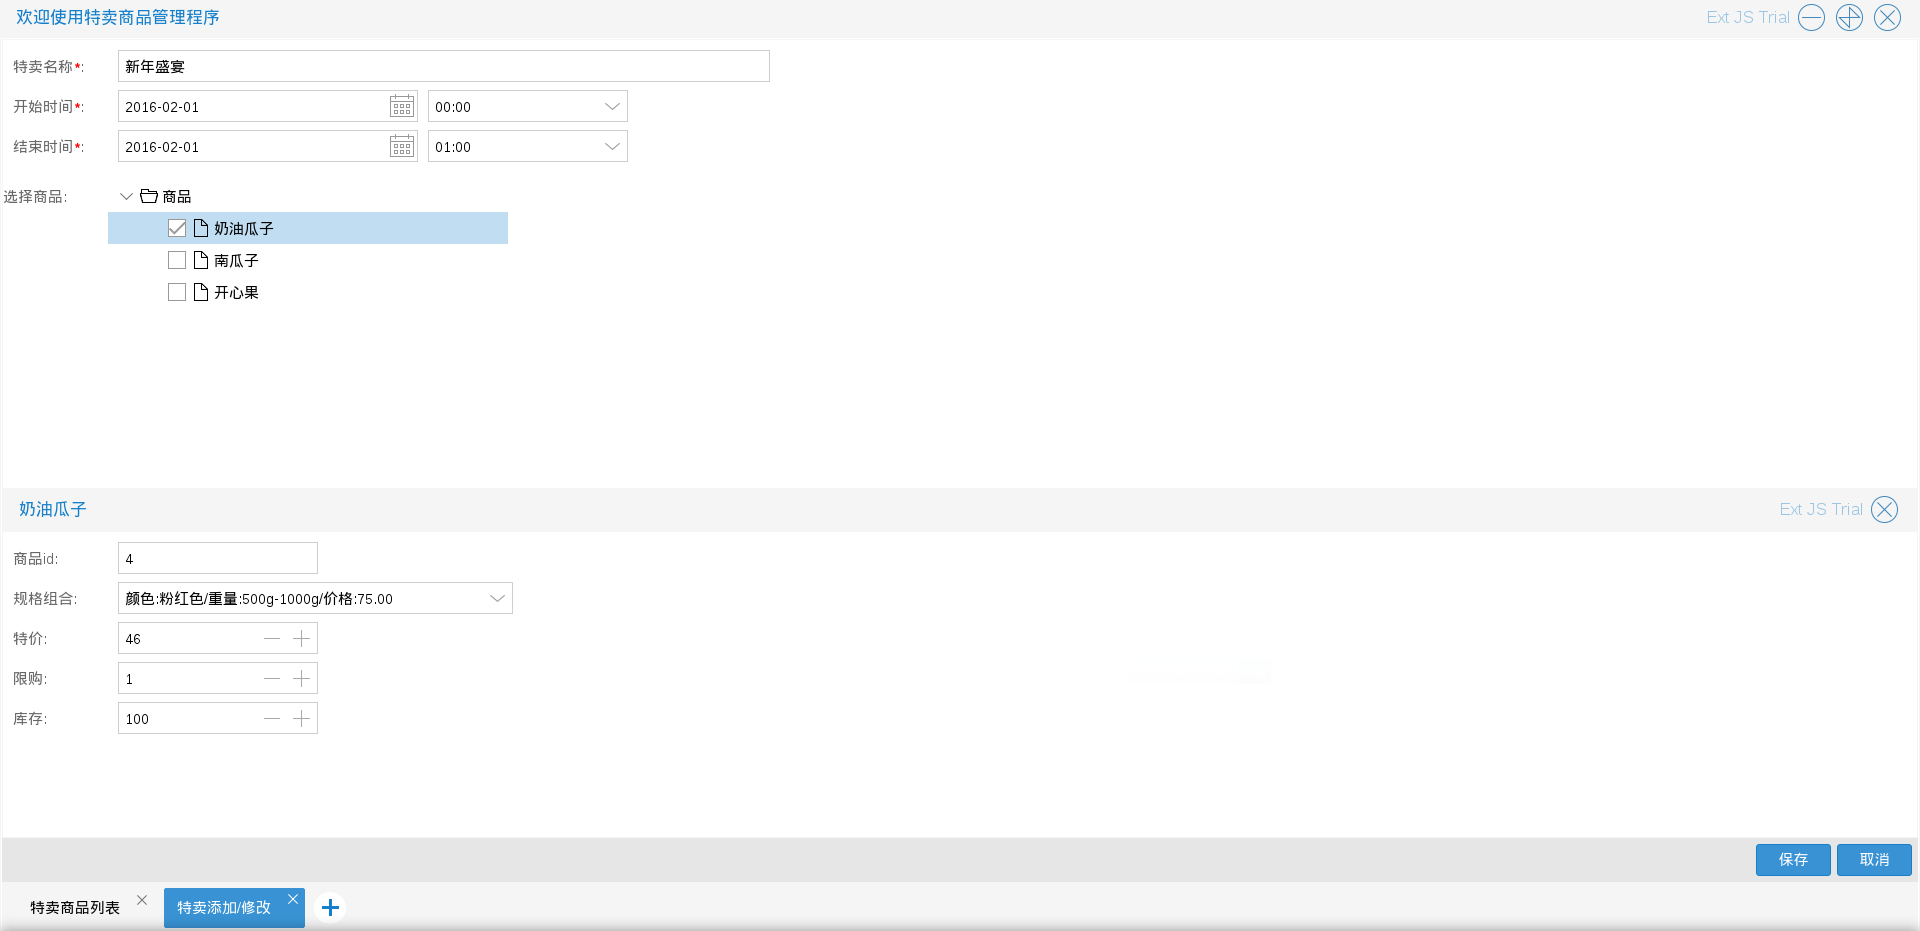 欢迎使用特卖商品管理程序 Ext JS Trial
特卖名称*: 新年盛宴
开始时间*: 2016-02-01 00:00
结束时间*: 2016-02-01 01:00
选择商品: 商品
奶油瓜子
南瓜子
开心果
奶油瓜子 Ext JS Trial
商品id: 4
规格组合: 颜色:粉红色/重量:500g-1000g/价格:75.00
特价: 46
限购: 1
库存: 100
保存 取消
特卖商品列表 特卖添加/修改